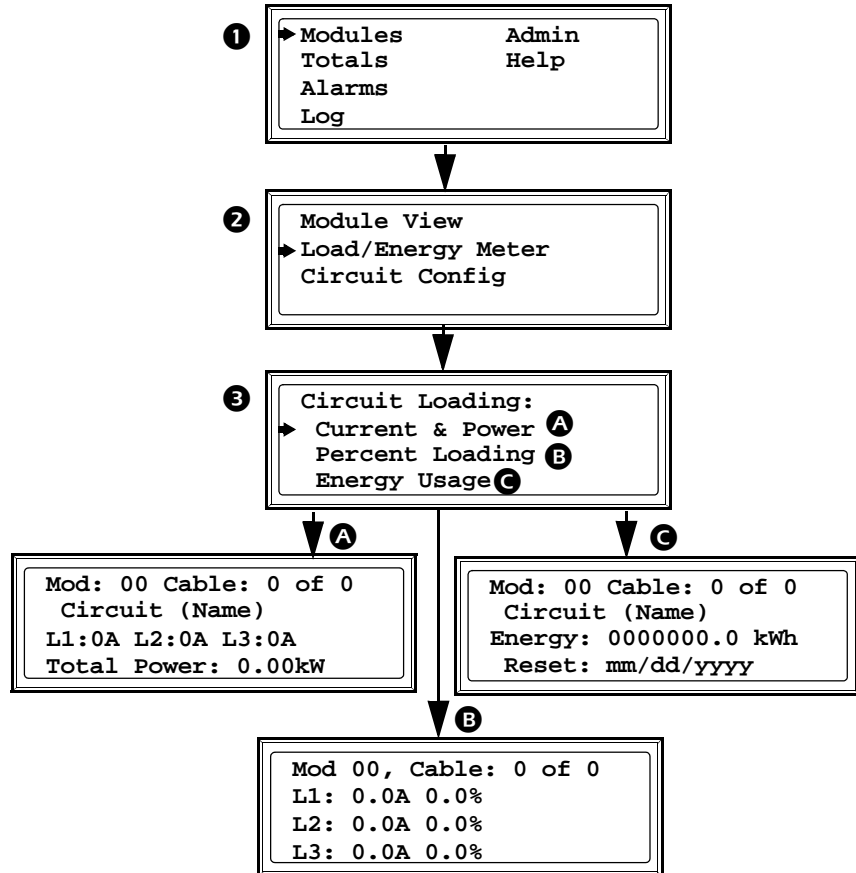 ❶
Modules Admin
Totals Help
Alarms
Log
❷
Module View
Load/Energy Meter
Circuit Config
❸
Circuit Loading:
Current & Power A
Percent Loading B
Energy Usage C
A
Mod: 00 Cable: 0 of 0
Circuit (Name)
L1:0A L2:0A L3:0A
Total Power: 0.00kW
C
Mod: 00 Cable: 0 of 0
Circuit (Name)
Energy: 0000000.0 kWh
Reset: mm/dd/yyyy
B
Mod 00, Cable: 0 of 0
L1: 0.0A 0.0%
L2: 0.0A 0.0%
L3: 0.0A 0.0%